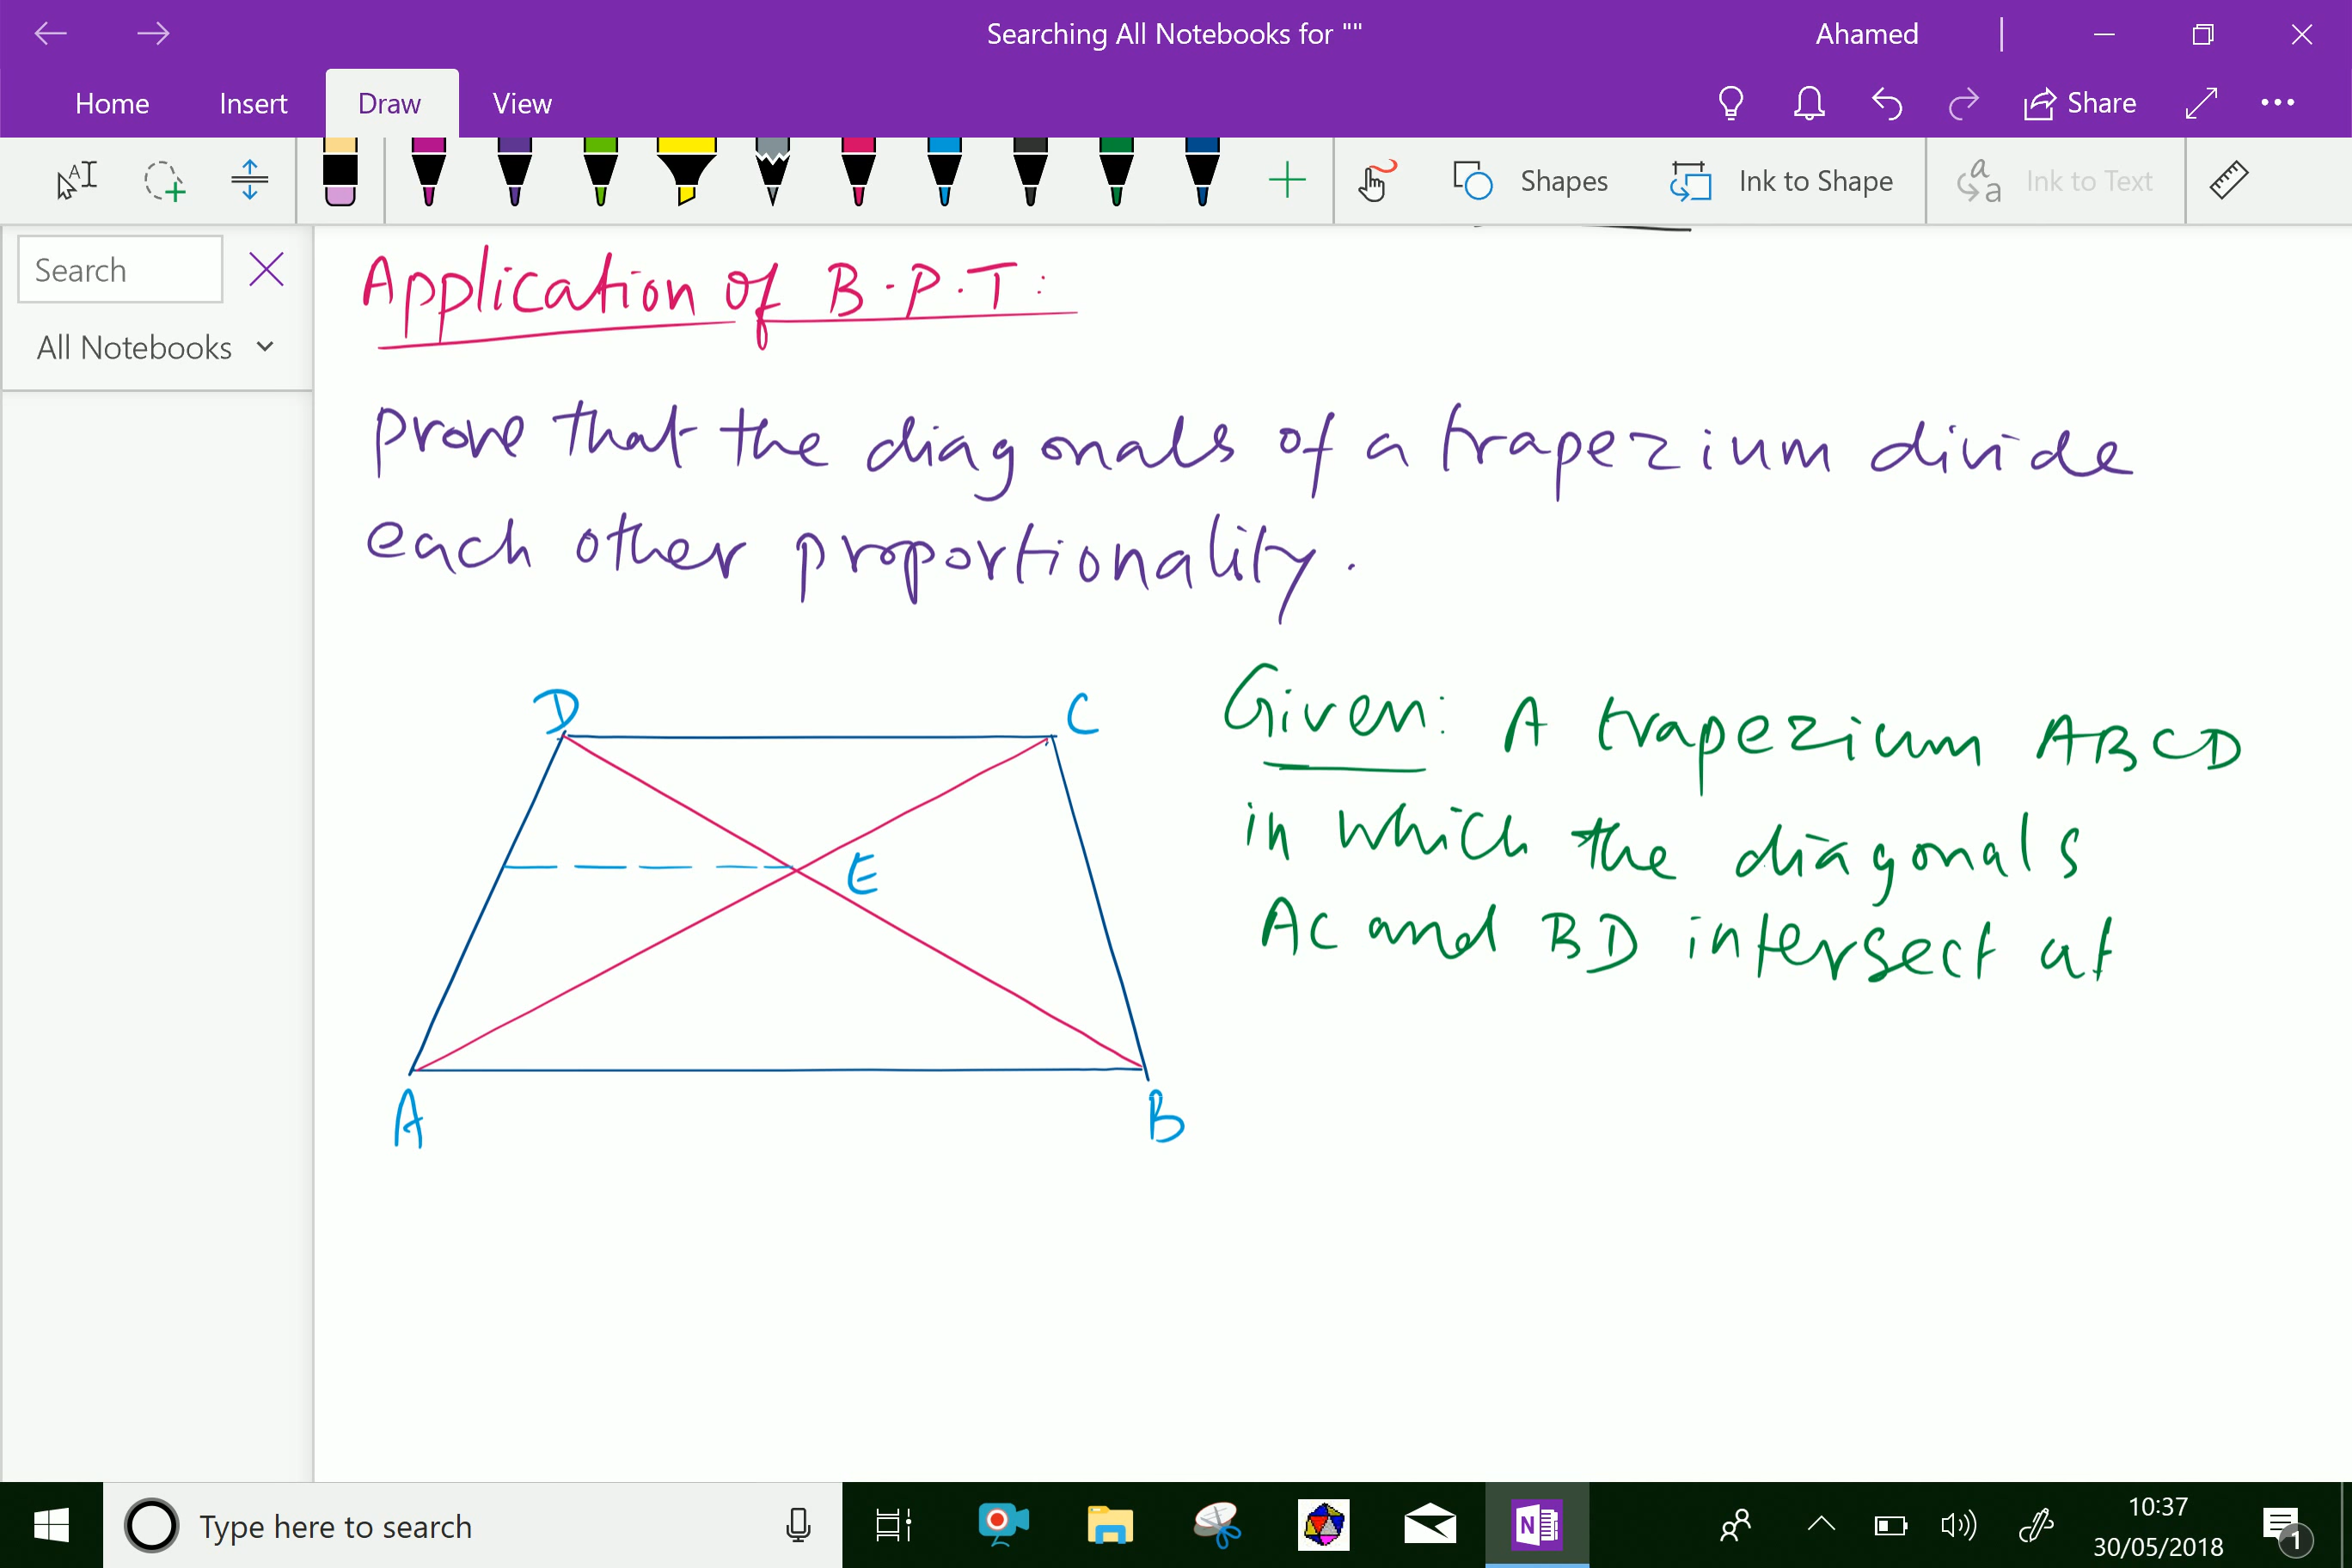 Searching All Notebooks for ""
Ahamed
Home Insert Draw View
Share
Shapes
Ink to Shape
Ink to Text
Search
All Notebooks
Application of B.P.T:
prove that the diagonals of a trapezium divide
each other proportionality.
D C
E
A B
Given: A trapezium ABCD
in which the diagonals
AC and BD intersect at
Type here to search
10:37
30/05/2018
1